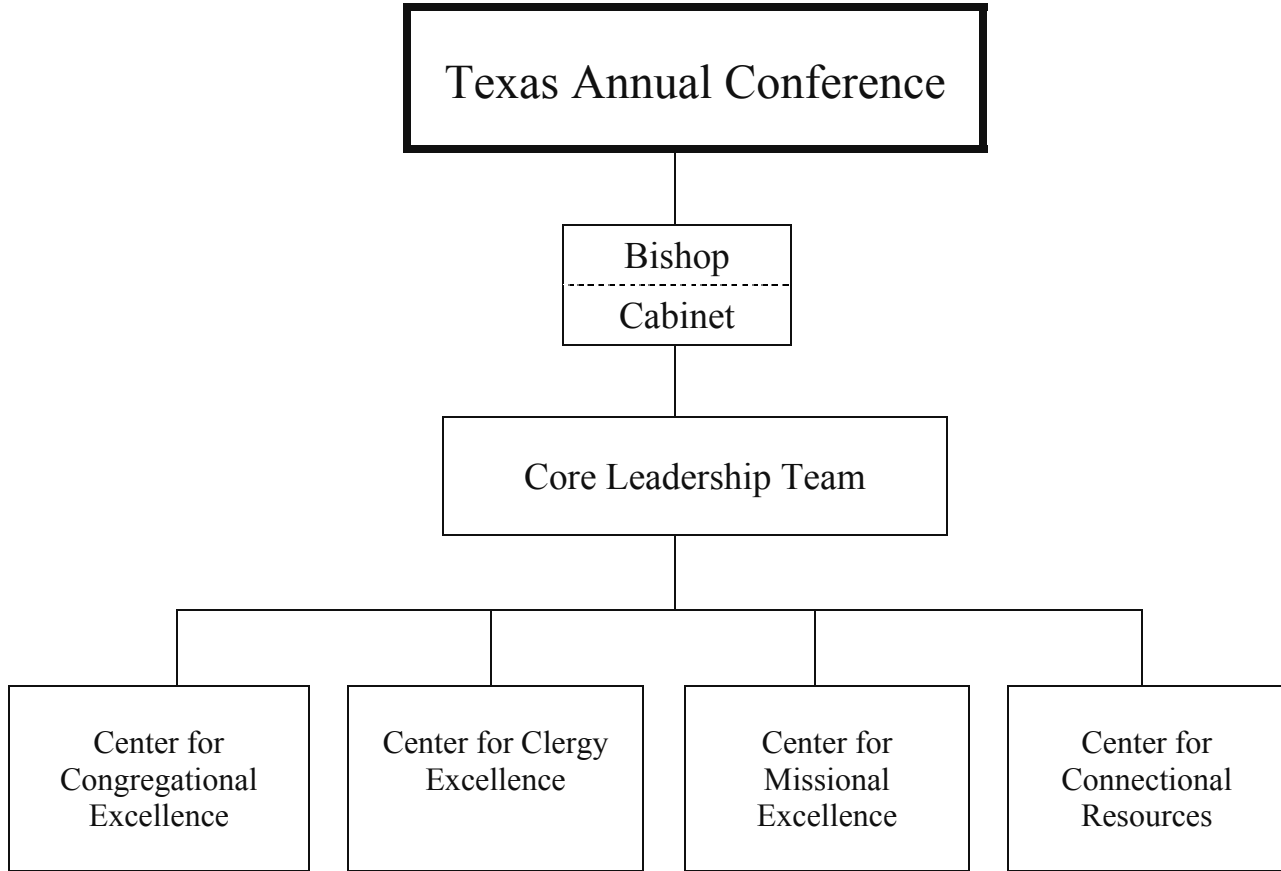 Texas Annual Conference
Bishop
Cabinet
Core Leadership Team
Center for
Congregational
Excellence
Center for Clergy
Excellence
Center for
Missional
Excellence
Center for
Connectional
Resources